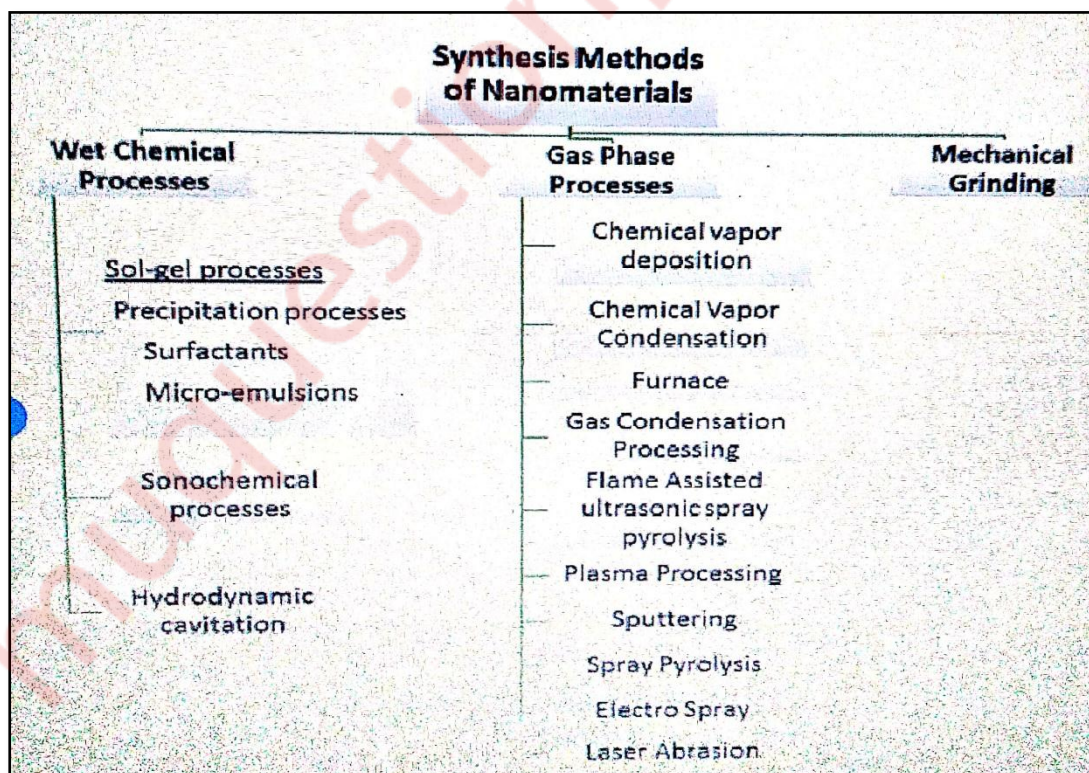 Synthesis Methods
of Nanomaterials
Wet Chemical
Processes
Sol-gel processes
Precipitation processes
Surfactants
Micro-emulsions
Sonochemical
processes
Hydrodynamic
cavitation
Gas Phase
Processes
Chemical vapor
deposition
Chemical Vapor
Condensation
Furnace
Gas Condensation
Processing
Flame Assisted
ultrasonic spray
pyrolysis
Plasma Processing
Sputtering
Spray Pyrolysis
Electro Spray
Laser Abrasion
Mechanical
Grinding
muquestionp